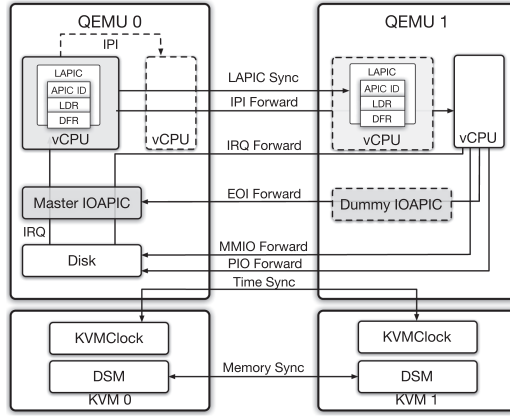 QEMU 0
QEMU 1
IPI
LAPIC
APIC ID
LDR
DFR
vCPU
vCPU
LAPIC Sync
IPI Forward
LAPIC
APIC ID
LDR
DFR
vCPU
vCPU
IRQ Forward
Master IOAPIC
EOI Forward
Dummy IOAPIC
IRQ
Disk
MMIO Forward
PIO Forward
Time Sync
KVMClock
KVMClock
DSM
Memory Sync
DSM
KVM 0
KVM 1